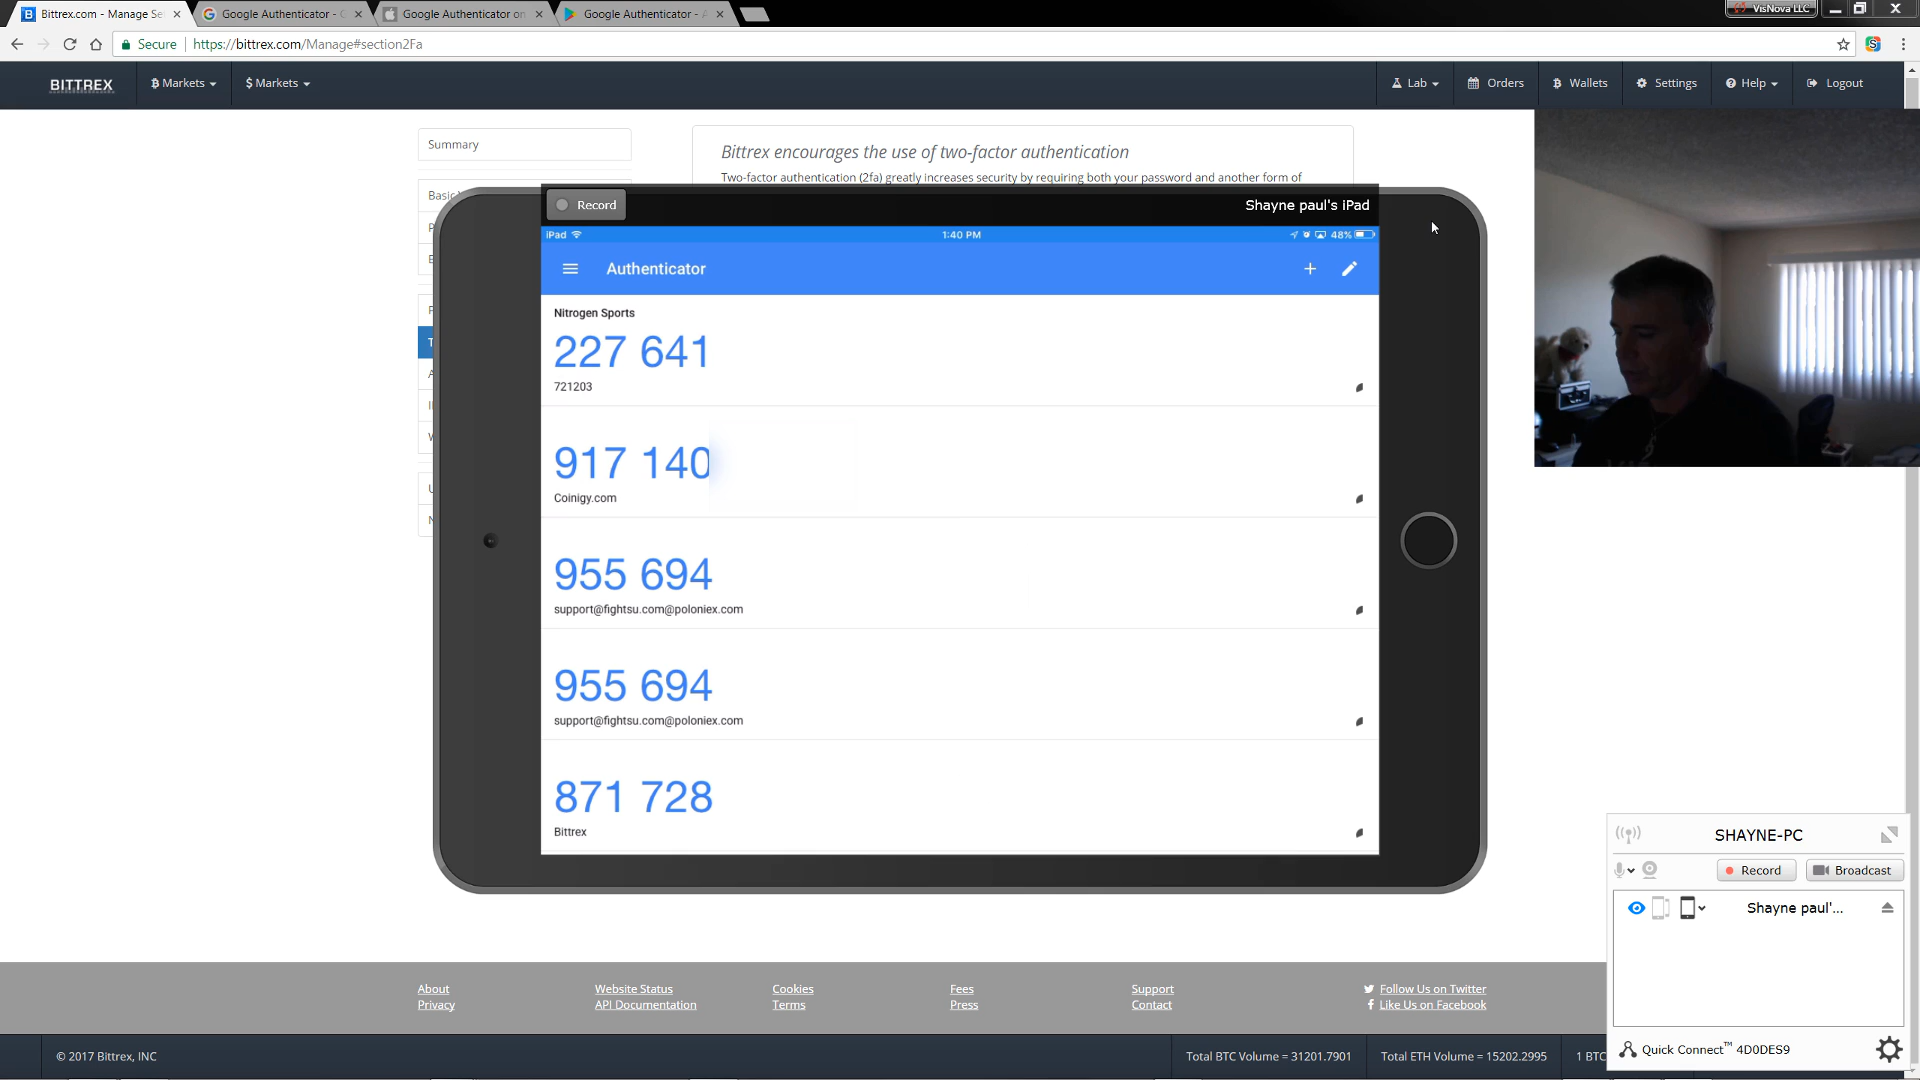 Bittrex.com - Manage Se
Google Authenticator - G
Google Authenticator on
Google Authenticator - A
VisNova LLC
Secure
https://bittrex.com/Manage#section2Fa
BITTREX
Markets
$ Markets
Lab
Orders
Wallets
Settings
Help
Logout
Summary
Bittrex encourages the use of two-factor authentication
Two-factor authentication (2fa) greatly increases security by requiring both your password and another form of
Basic
Record
Shayne paul's iPad
iPad
1:40 PM
48%
Authenticator
Nitrogen Sports
227 641
721203
917 140
Coinigy.com
955 694
support@fightsu.com@poloniex.com
955 694
support@fightsu.com@poloniex.com
871 728
Bittrex
SHAYNE-PC
Record
Broadcast
Shayne paul'...
Quick Connect™ 4D0DES9
About
Website Status
Cookies
Fees
Support
Follow Us on Twitter
Privacy
API Documentation
Terms
Press
Contact
Like Us on Facebook
© 2017 Bittrex, INC
Total BTC Volume = 31201.7901
Total ETH Volume = 15202.2995
1 BTC